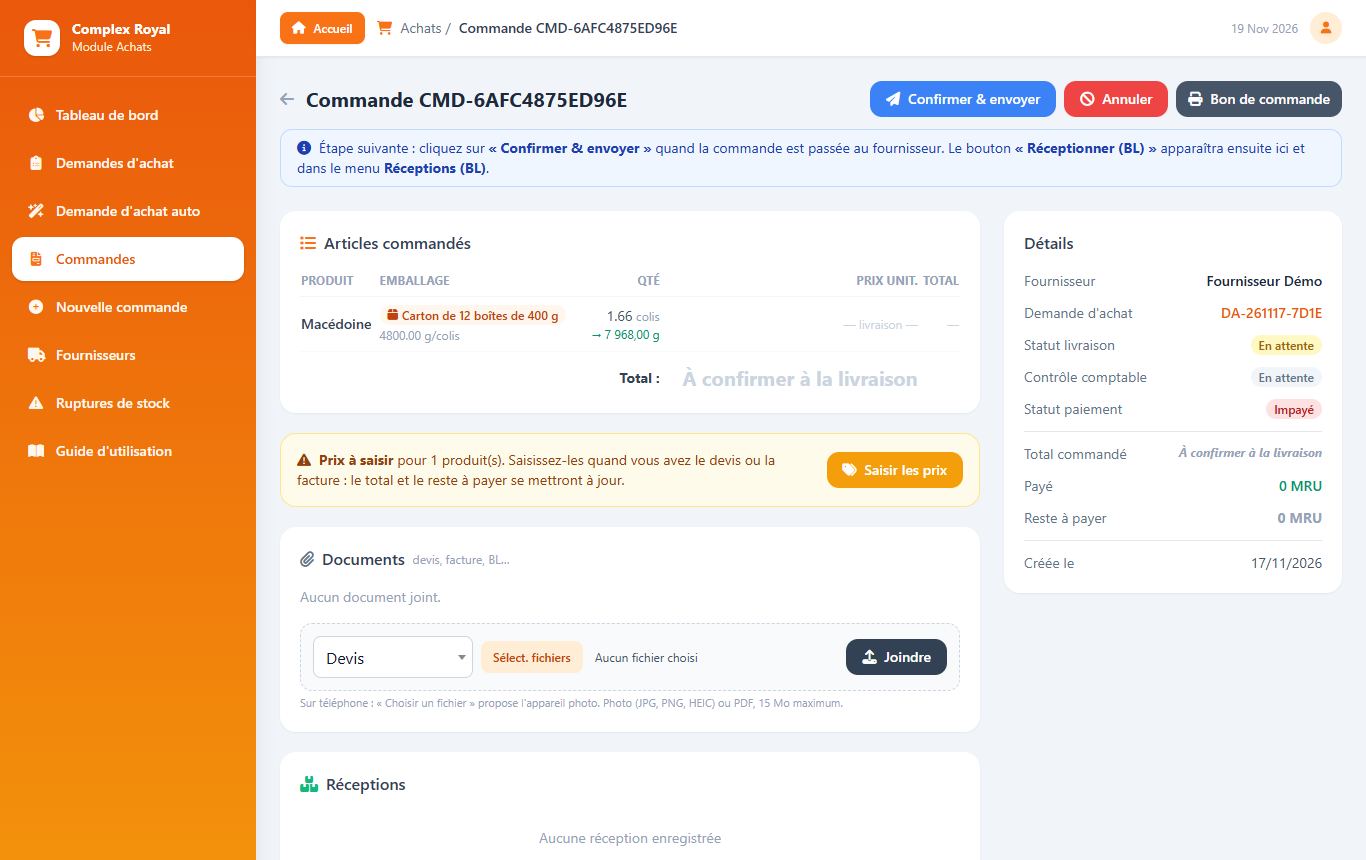 Complex Royal
Module Achats
Tableau de bord
Demandes d'achat
Demande d'achat auto
Commandes
Nouvelle commande
Fournisseurs
Ruptures de stock
Guide d'utilisation
Accueil
Achats / Commande CMD-6AFC4875ED96E
19 Nov 2026
Commande CMD-6AFC4875ED96E
Confirmer & envoyer
Annuler
Bon de commande
Étape suivante : cliquez sur « Confirmer & envoyer » quand la commande est passée au fournisseur. Le bouton « Réceptionner (BL) » apparaîtra ensuite ici et
dans le menu Réceptions (BL).
Articles commandés
PRODUIT EMBALLAGE QTÉ PRIX UNIT. TOTAL
Macédoine Carton de 12 boîtes de 400 g 1.66 colis — livraison — —
4800.00 g/colis → 7 968,00 g
Total : À confirmer à la livraison
Prix à saisir pour 1 produit(s). Saisissez-les quand vous avez le devis ou la
facture : le total et le reste à payer se mettront à jour.
Saisir les prix
Documents devis, facture, BL...
Aucun document joint.
Devis
Sélect. fichiers
Aucun fichier choisi
Joindre
Sur téléphone : « Choisir un fichier » propose l'appareil photo. Photo (JPG, PNG, HEIC) ou PDF, 15 Mo maximum.
Réceptions
Aucune réception enregistrée
Détails
Fournisseur Fournisseur Démo
Demande d'achat DA-261117-7D1E
Statut livraison En attente
Contrôle comptable En attente
Statut paiement Impayé
Total commandé À confirmer à la livraison
Payé 0 MRU
Reste à payer 0 MRU
Créée le 17/11/2026